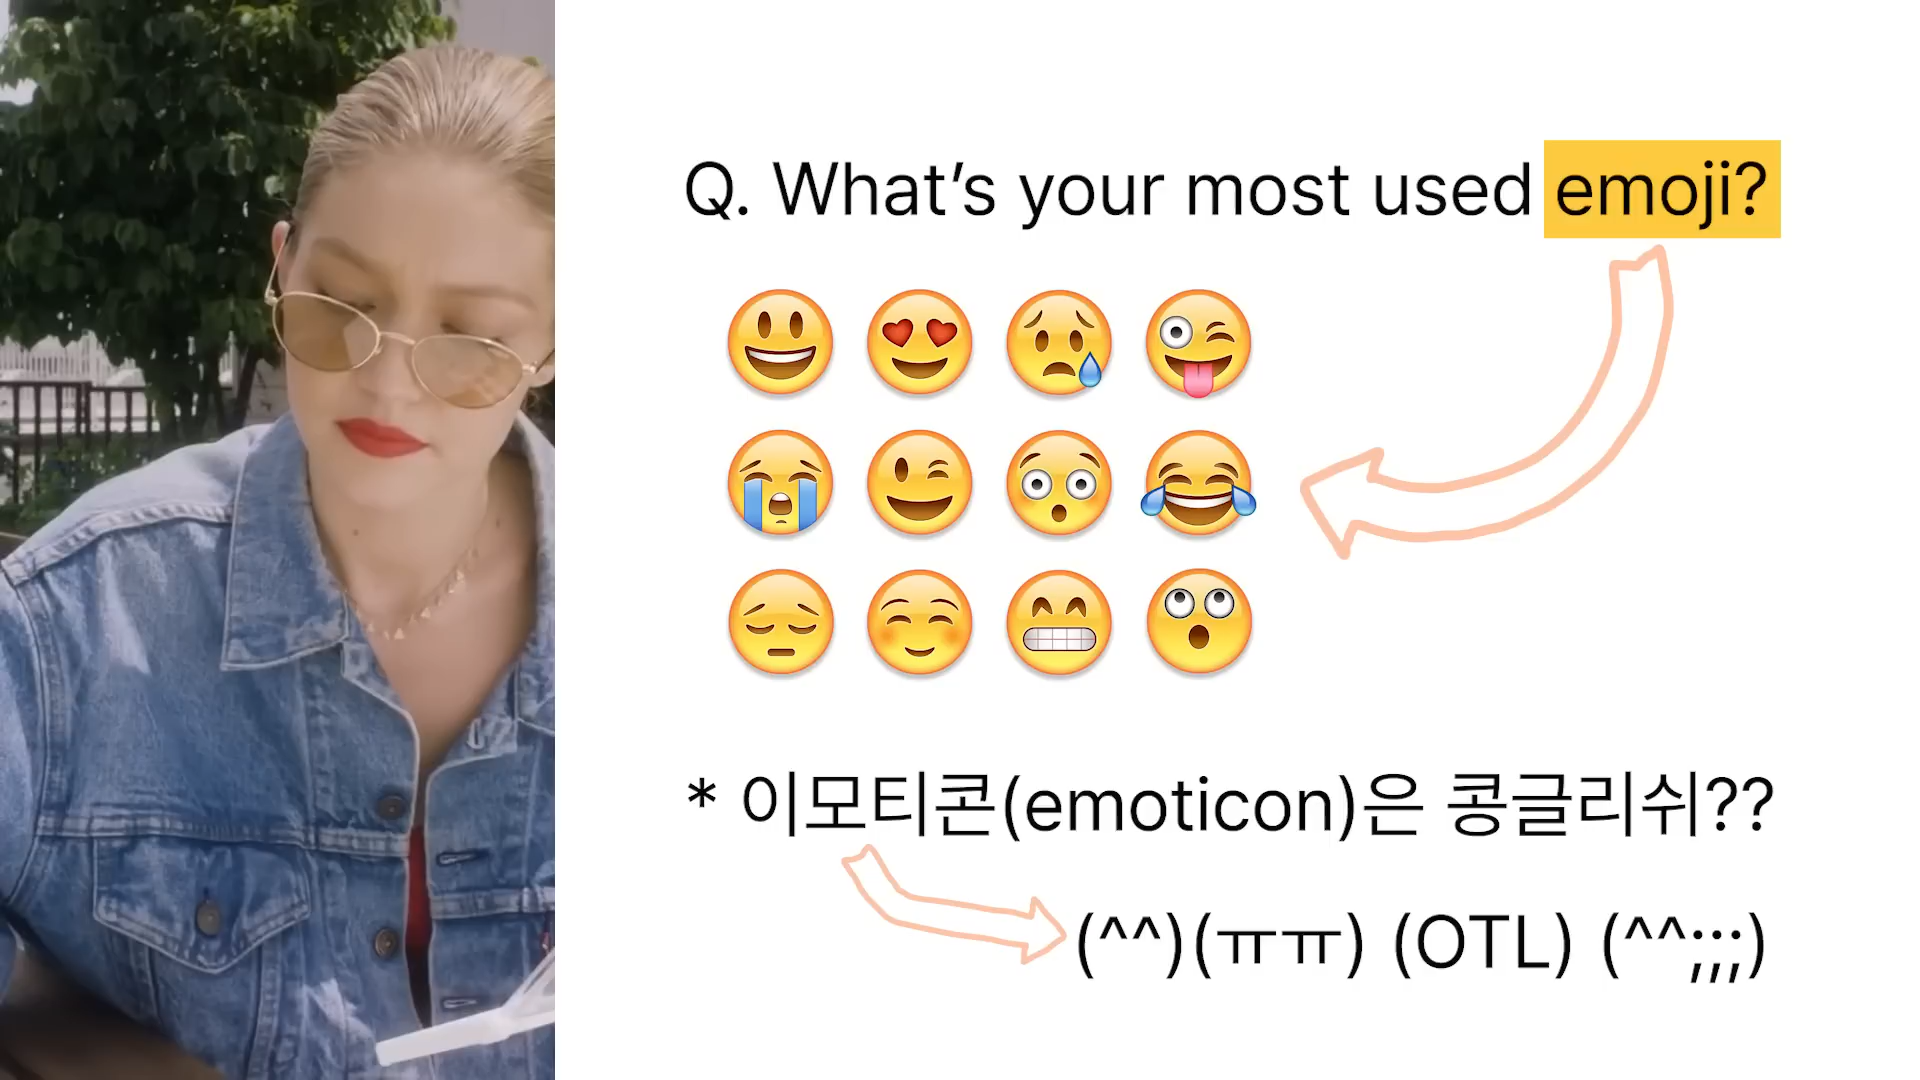 Q. What’s your most used emoji?
* 이모티콘(emoticon)은 콩글리쉬??
(^^)(ㅠㅠ) (OTL) (^^;;;)